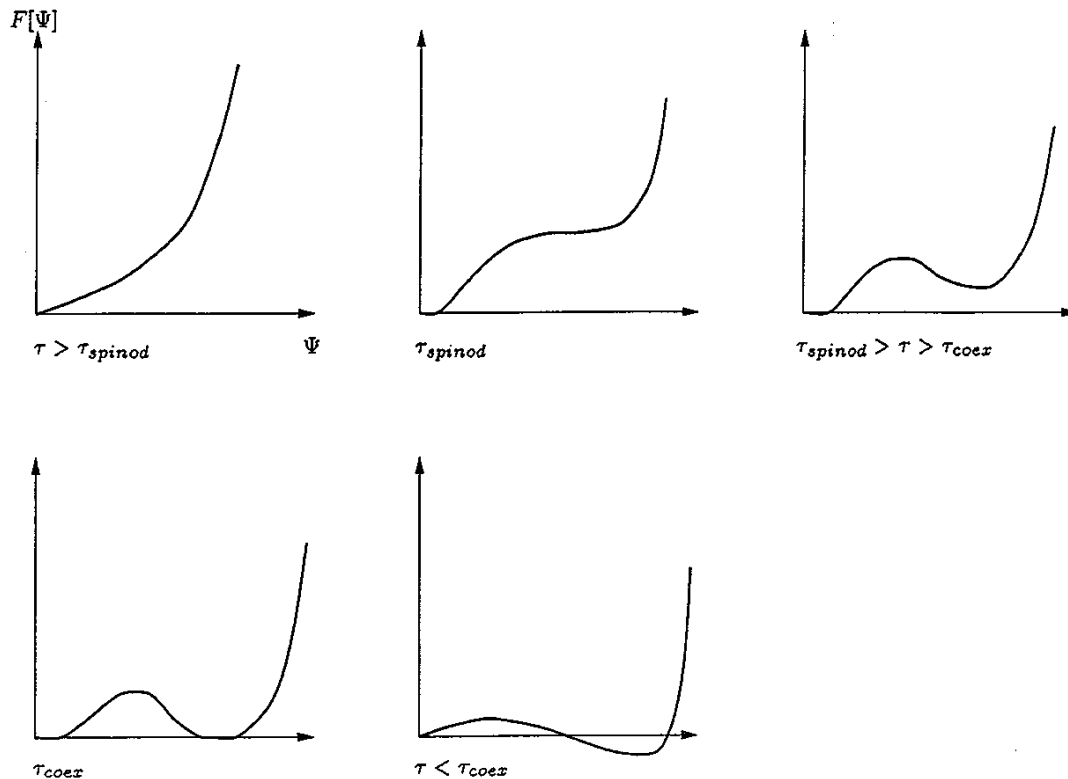 F[Ψ]
τ > τ_spinod
Ψ
τ_spinod
τ_spinod > τ > τ_coex
τ_coex
τ < τ_coex